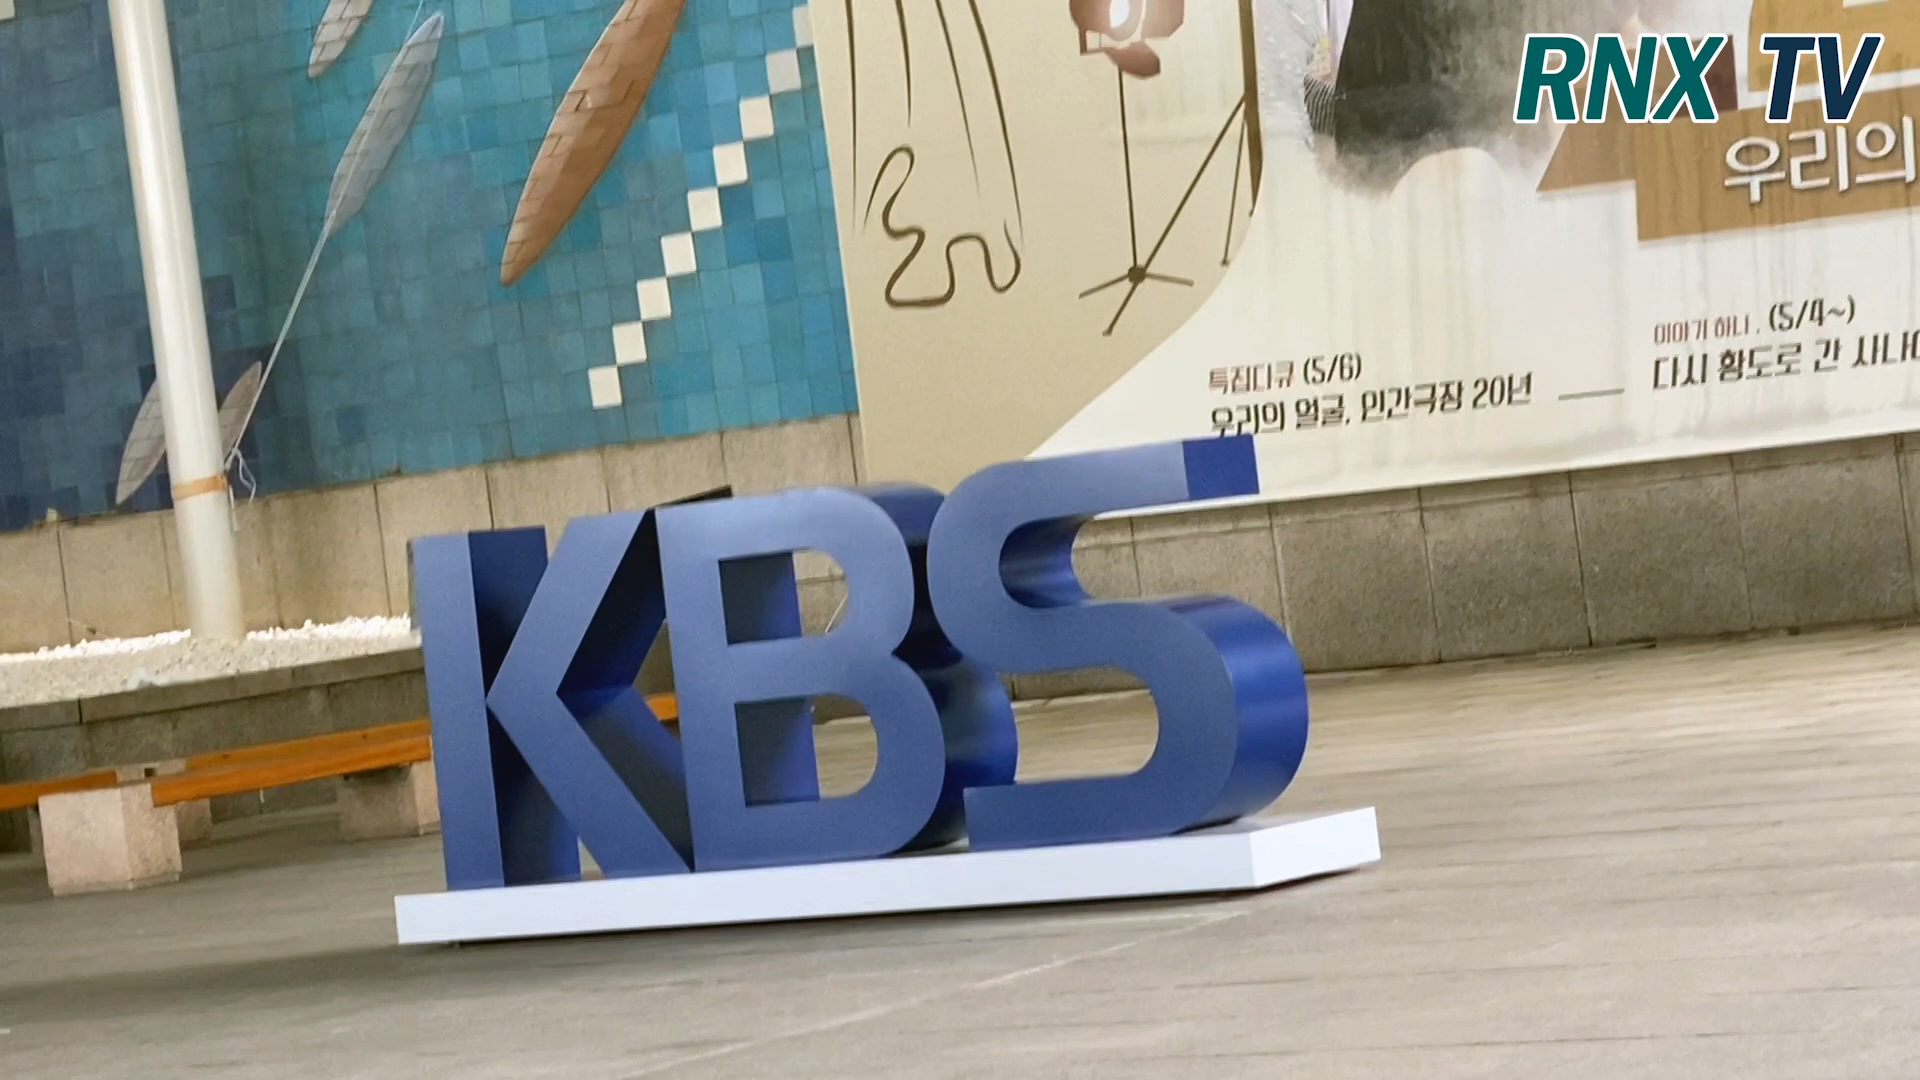 RNX TV
우리의
특집다큐 (5/6)
우리의 얼굴, 인간극장 20년
이야기 하나. (5/4~)
다시 황도로 간 사나이
KBS